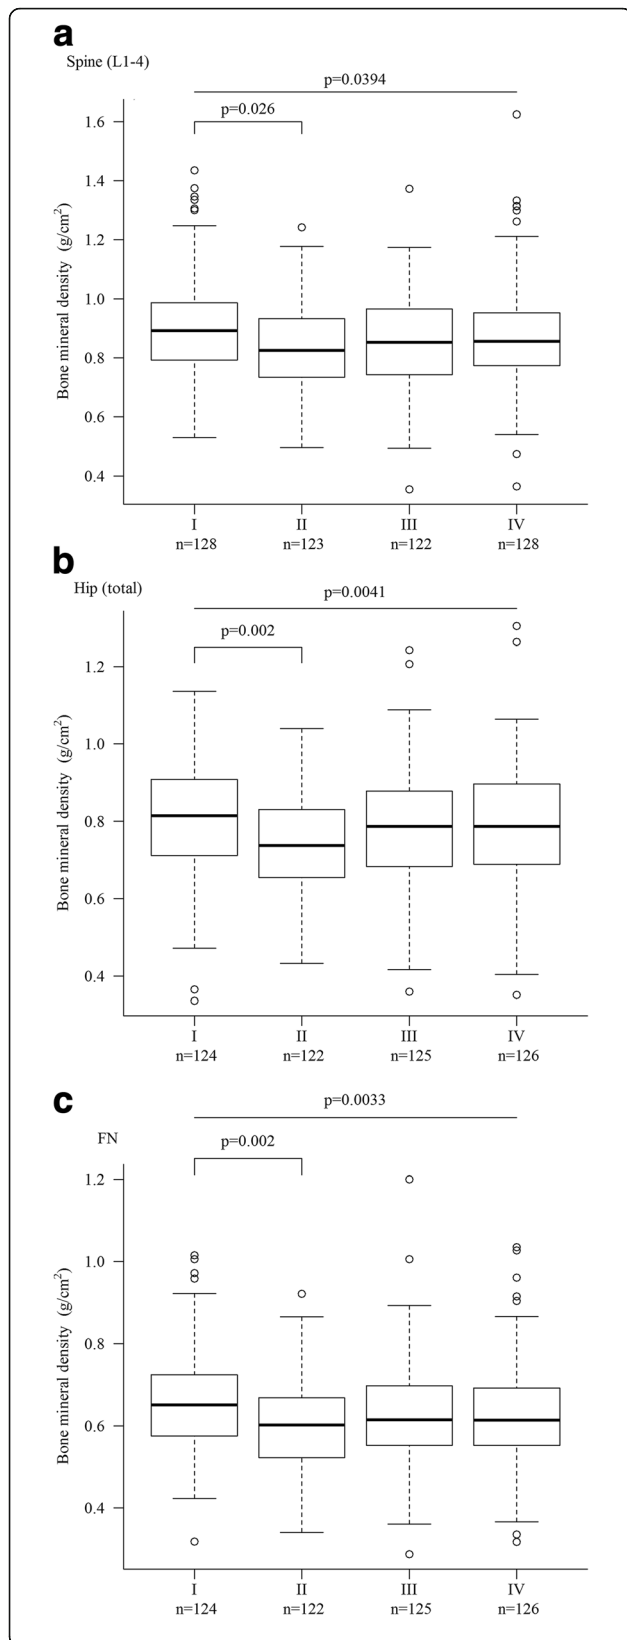 a
Spine (L1-4)
p=0.0394
p=0.026
Bone mineral density (g/cm²)
1.6
1.4
1.2
1.0
0.8
0.6
0.4
I II III IV
n=128 n=123 n=122 n=128
b
Hip (total)
p=0.0041
p=0.002
Bone mineral density (g/cm²)
1.2
1.0
0.8
0.6
0.4
I II III IV
n=124 n=122 n=125 n=126
c
p=0.0033
FN
p=0.002
Bone mineral density (g/cm²)
1.2
1.0
0.8
0.6
0.4
I II III IV
n=124 n=122 n=125 n=126